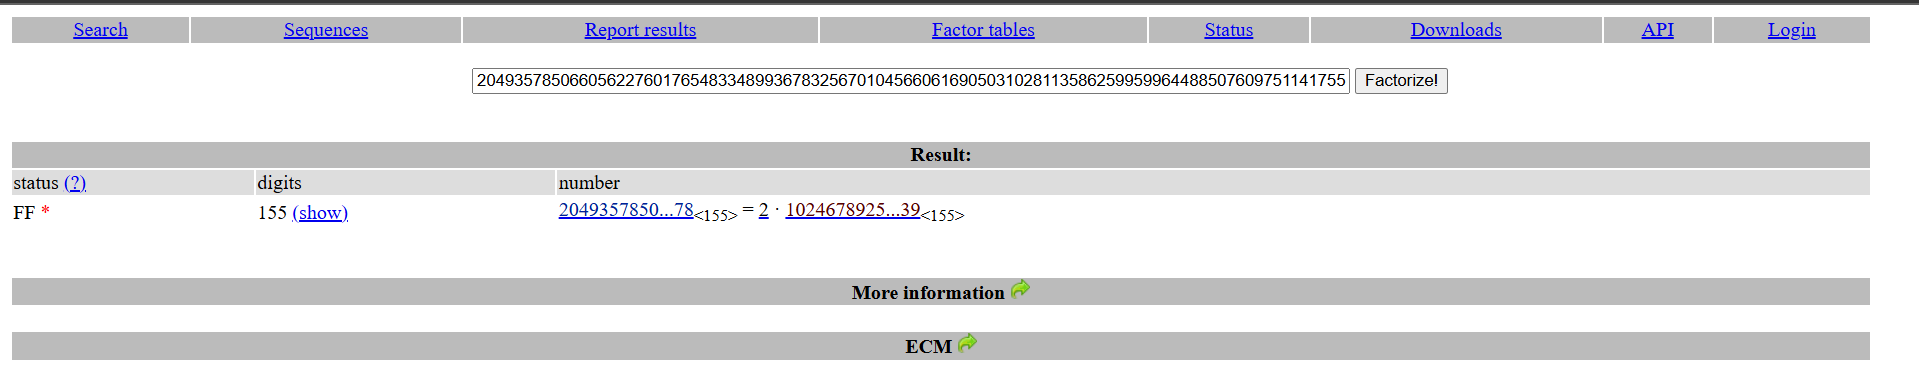 Search Sequences Report results Factor tables Status Downloads API Login
2049357850660562276017654833489936783256701045660616905031028113586259959964488507609751141755 Factorize!
Result:
status (?) digits number
FF * 155 (show) 2049357850...78<155> = 2 · 1024678925...39<155>
More information
ECM